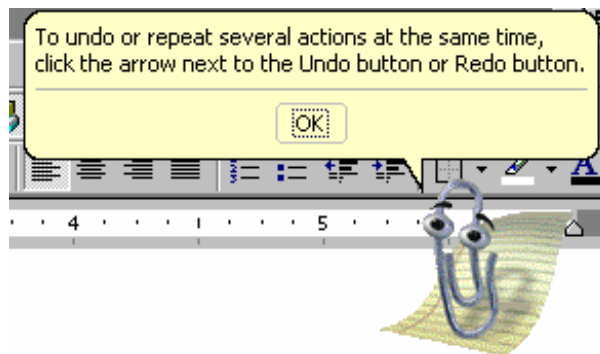 To undo or repeat several actions at the same time,
click the arrow next to the Undo button or Redo button.
OK
A
4 5